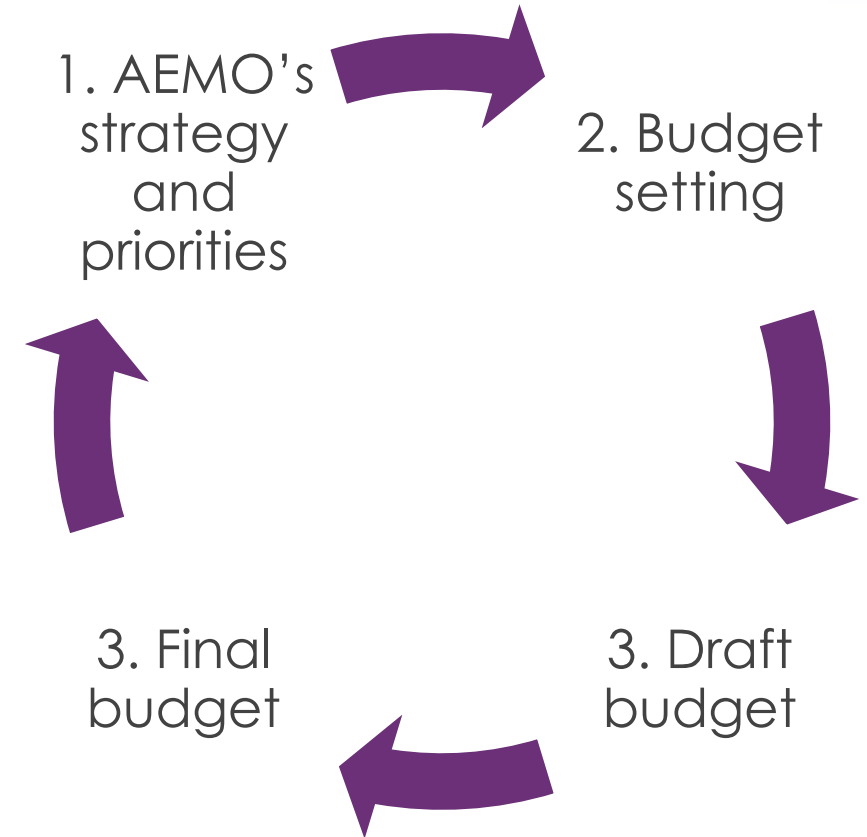 1. AEMO’s
strategy
and
priorities
2. Budget
setting
3. Draft
budget
3. Final
budget